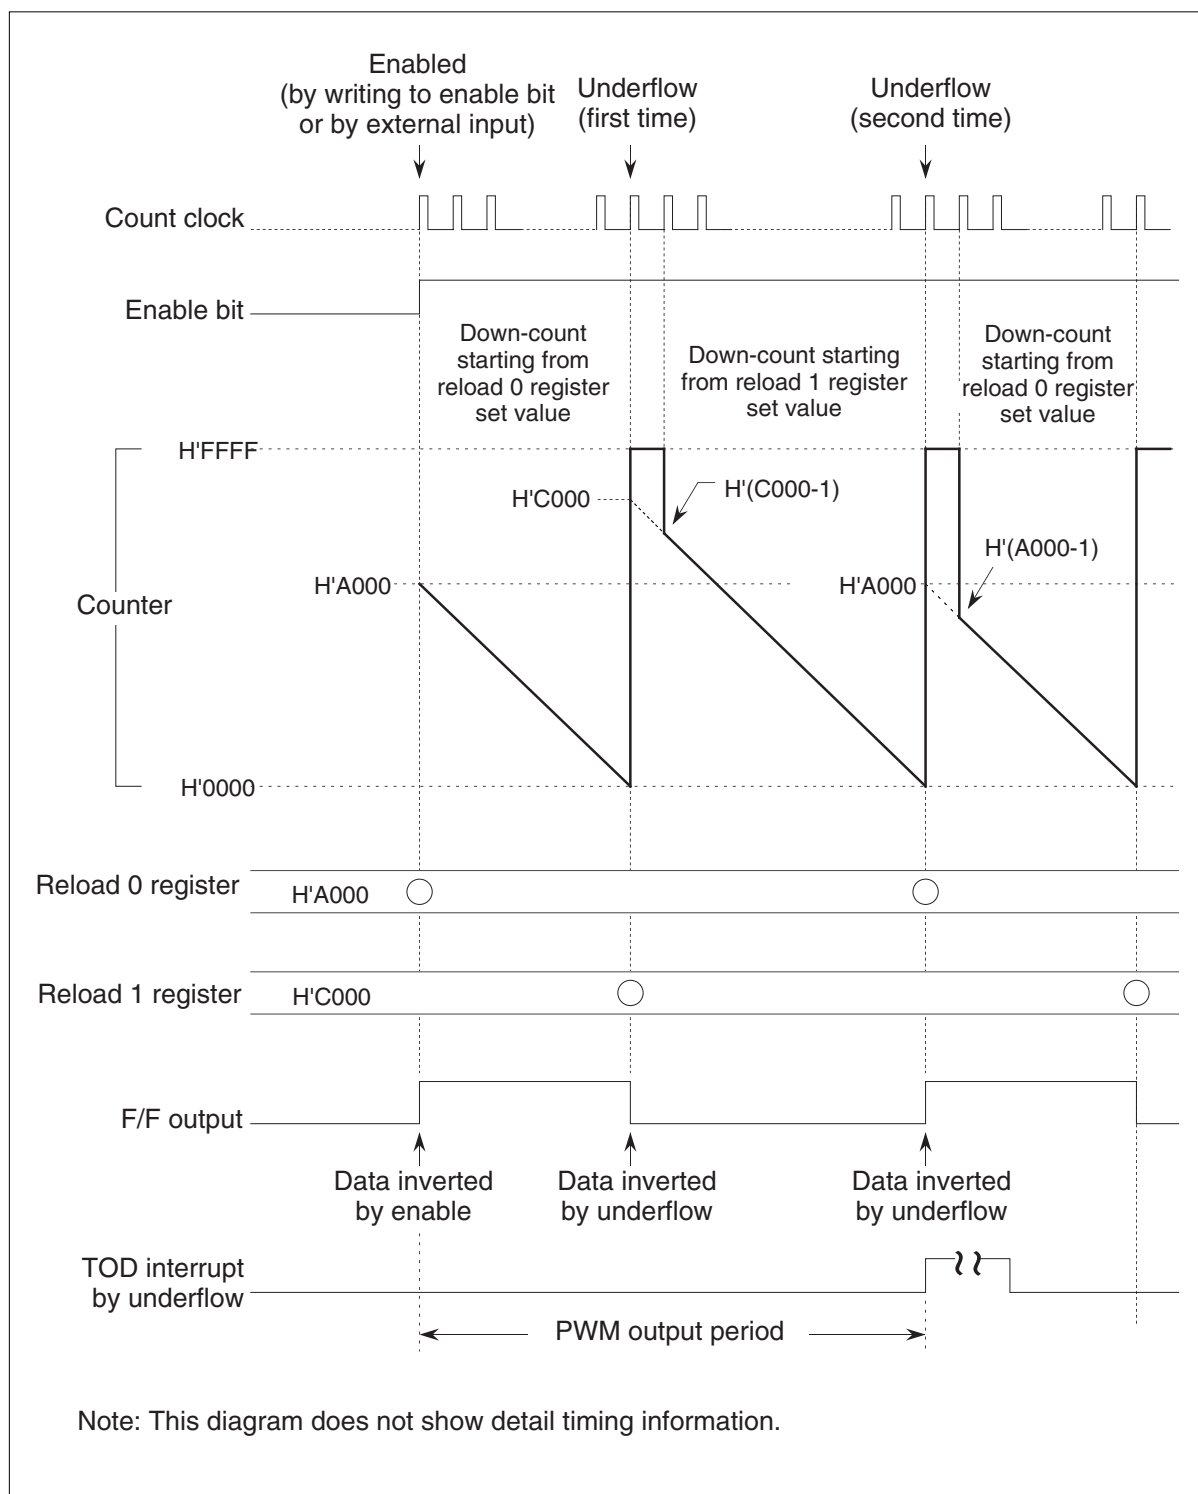 Enabled
(by writing to enable bit
or by external input)
Underflow
(first time)
Underflow
(second time)
Count clock
Enable bit
Down-count
starting from
reload 0 register
set value
Down-count starting
from reload 1 register
set value
Down-count
starting from
reload 0 register
set value
H'FFFF
H'C000
H'(C000-1)
H'(A000-1)
H'A000
H'A000
Counter
H'0000
Reload 0 register
H'A000
Reload 1 register
H'C000
F/F output
Data inverted
by enable
Data inverted
by underflow
Data inverted
by underflow
TOD interrupt
by underflow
PWM output period
Note: This diagram does not show detail timing information.